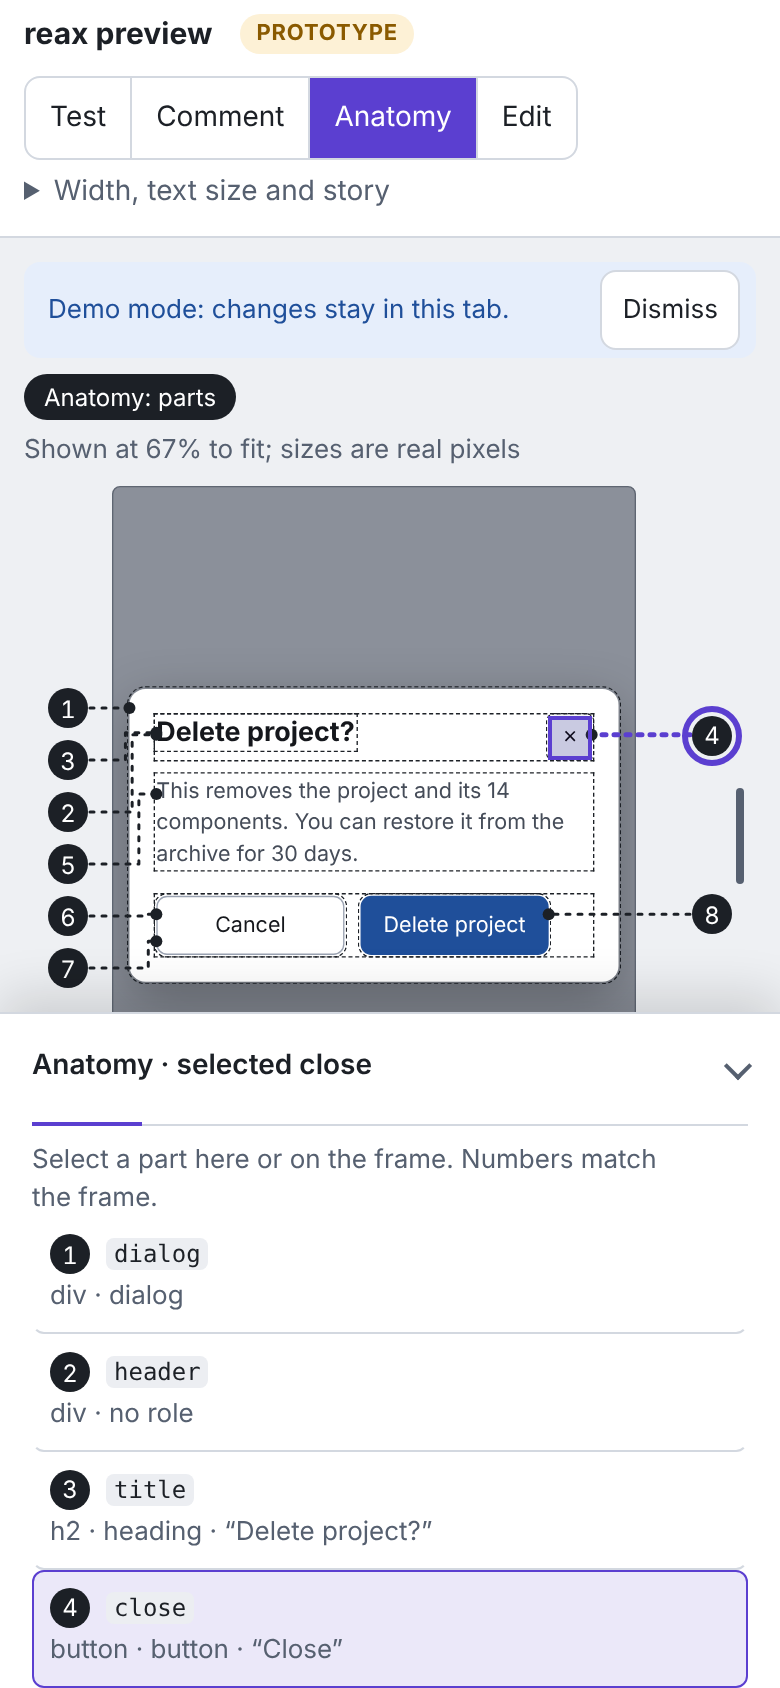 reax preview PROTOTYPE
Test Comment Anatomy Edit
▶ Width, text size and story
Demo mode: changes stay in this tab. Dismiss
Anatomy: parts
Shown at 67% to fit; sizes are real pixels
1
3
2
5
6
7
Delete project? ×
4
This removes the project and its 14
components. You can restore it from the
archive for 30 days.
Cancel Delete project
8
Anatomy · selected close
Select a part here or on the frame. Numbers match
the frame.
1 dialog
div · dialog
2 header
div · no role
3 title
h2 · heading · “Delete project?”
4 close
button · button · “Close”